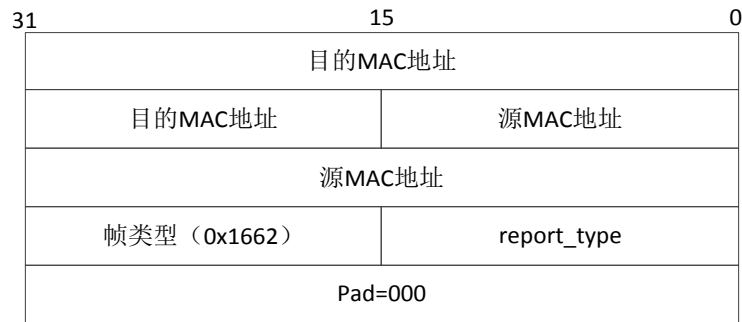 31 15 0
目的MAC地址
目的MAC地址 源MAC地址
源MAC地址
帧类型（0x1662） report_type
Pad=000